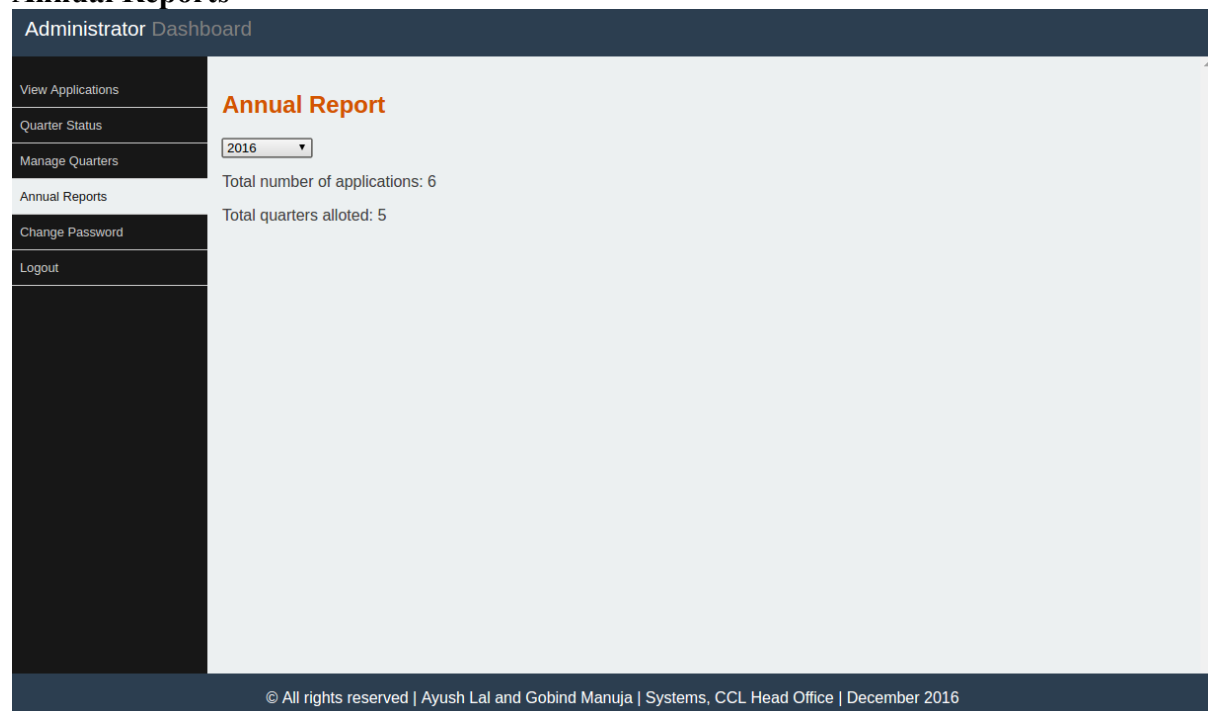 Annual Reports
Administrator Dashboard
View Applications
Quarter Status
Manage Quarters
Annual Reports
Change Password
Logout
Annual Report
2016
Total number of applications: 6
Total quarters alloted: 5
© All rights reserved | Ayush Lal and Gobind Manuja | Systems, CCL Head Office | December 2016